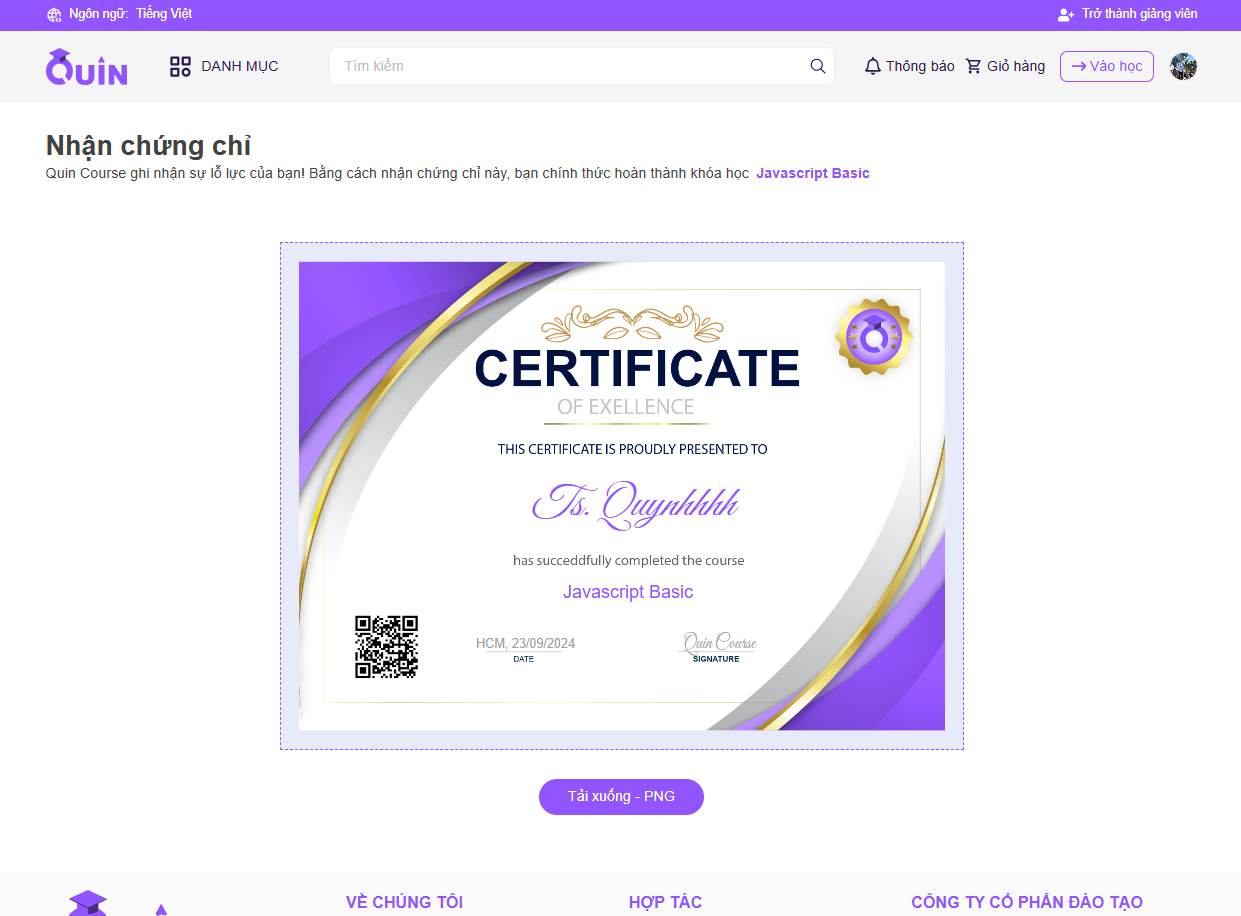 Ngôn ngữ: Tiếng Việt
Trở thành giảng viên
QUIN
DANH MỤC
Tìm kiếm
Thông báo
Giỏ hàng
Vào học
Nhận chứng chỉ
Quin Course ghi nhận sự lỗ lực của bạn! Bằng cách nhận chứng chỉ này, bạn chính thức hoàn thành khóa học Javascript Basic
CERTIFICATE
OF EXELLENCE
THIS CERTIFICATE IS PROUDLY PRESENTED TO
Ts. Quynhhhh
has succeddfully completed the course
Javascript Basic
HCM, 23/09/2024
DATE
Quin Course
SIGNATURE
Tải xuống - PNG
VỀ CHÚNG TÔI
HỢP TÁC
CÔNG TY CỔ PHẦN ĐÀO TẠO